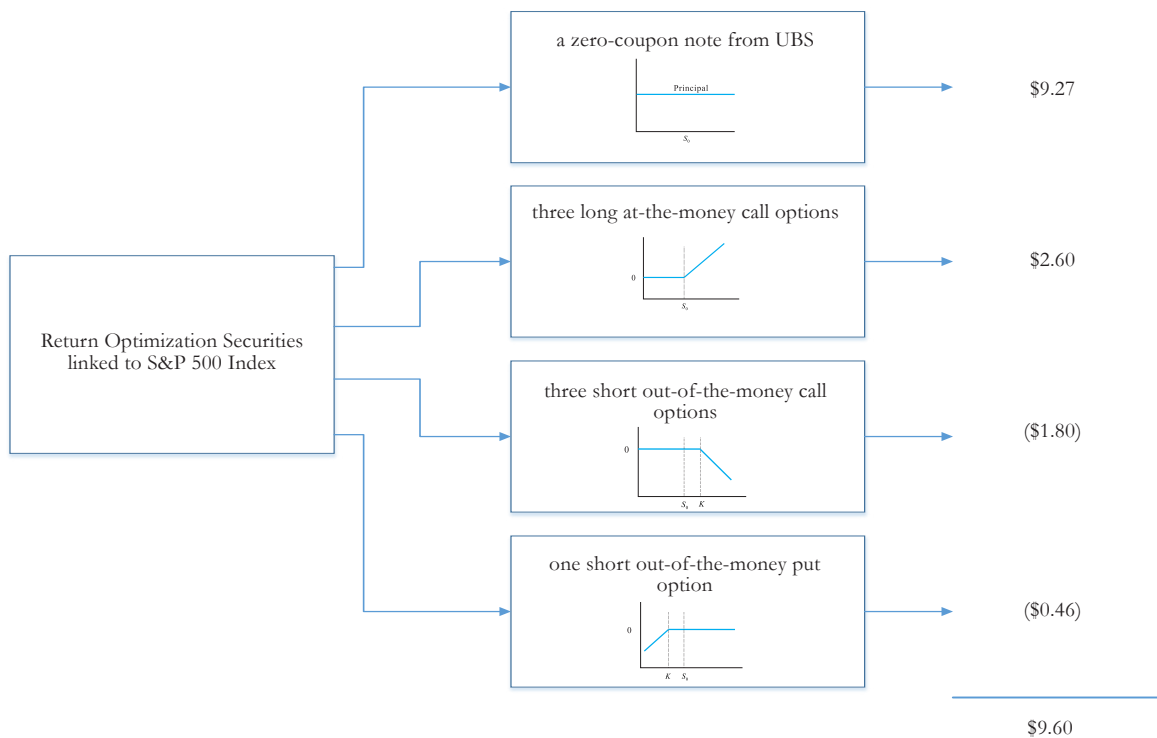 a zero-coupon note from UBS
Principal
S₀
$9.27
three long at-the-money call options
0
S₀
$2.60
Return Optimization Securities
linked to S&P 500 Index
three short out-of-the-money call
options
0
S₀ K
($1.80)
one short out-of-the-money put
option
0
K S₀
($0.46)
$9.60